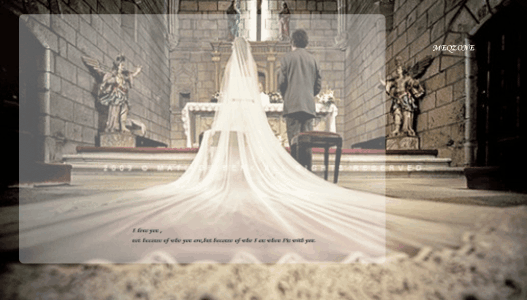 MEQZONE
I love you ,
not because of who you are,but because of who I am when I'm with you.